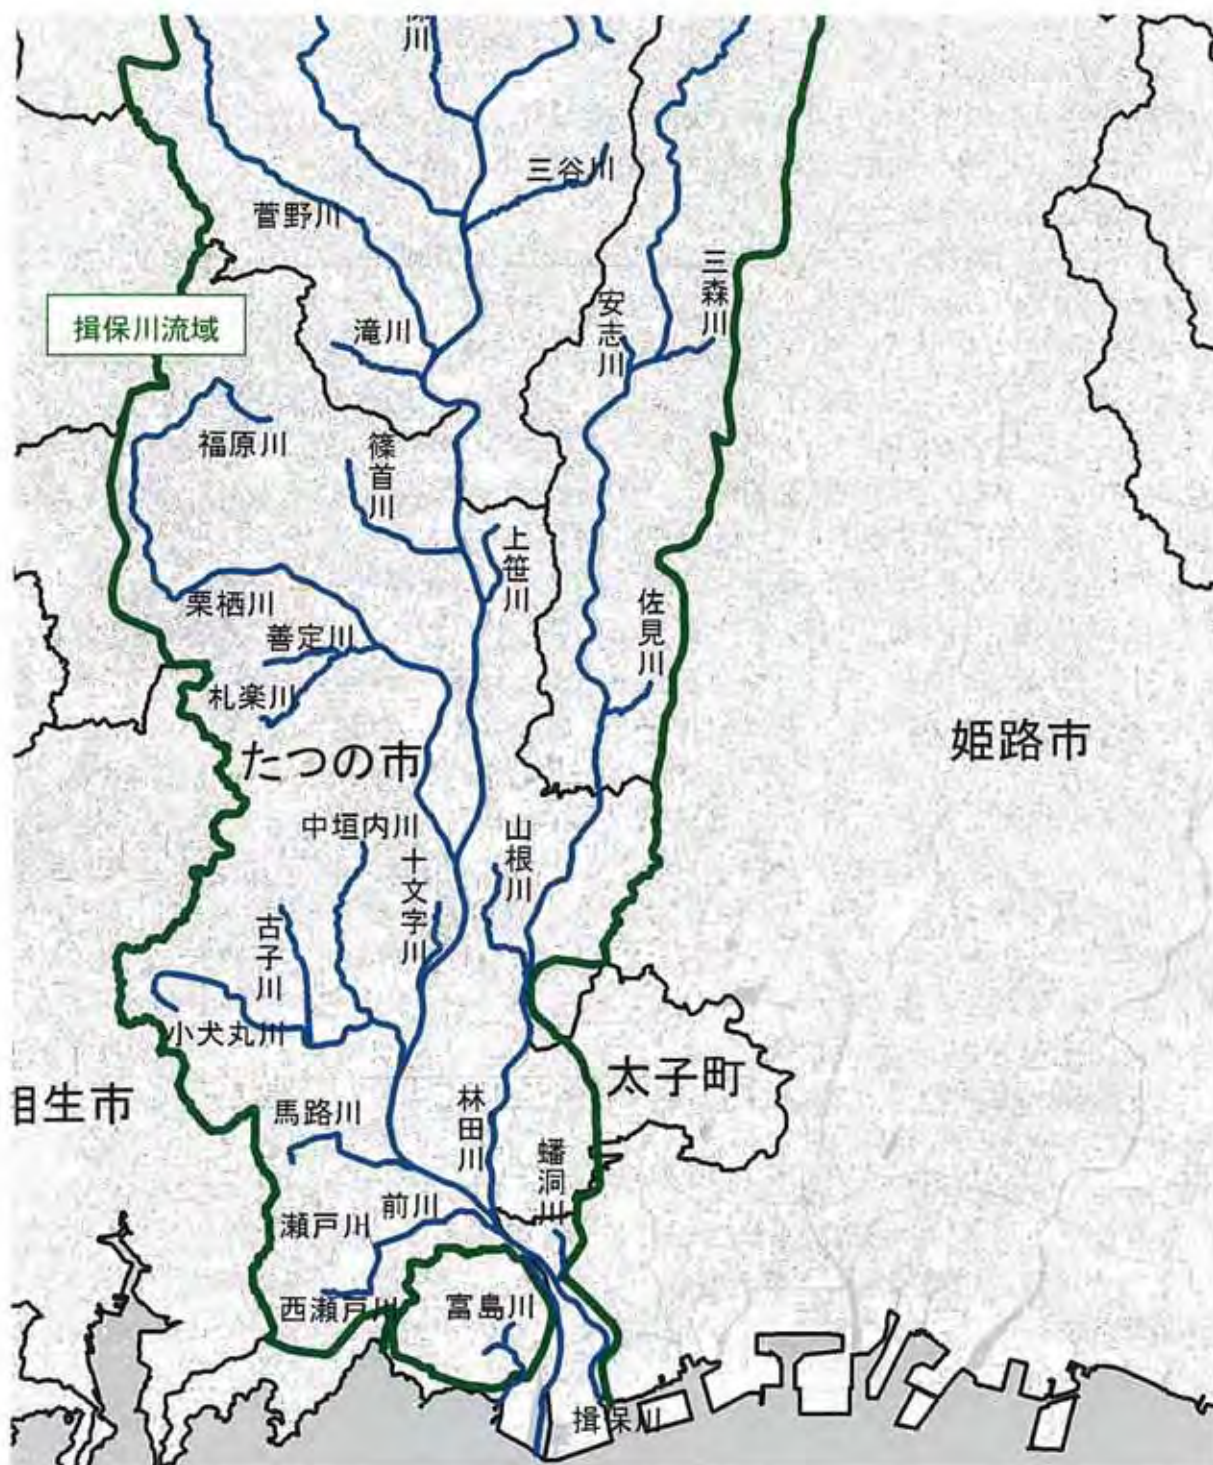 川
三谷川
菅野川
三森川
安志川
揖保川流域
滝川
福原川
篠首川
上笹川
栗栖川
佐見川
善定川
札楽川
姫路市
たつの市
中垣内川
山根川
十文字川
古子川
小犬丸川
太子町
相生市
馬路川
林田川
蟠洞川
前川
瀬戸川
西瀬戸川
富島川
揖保川